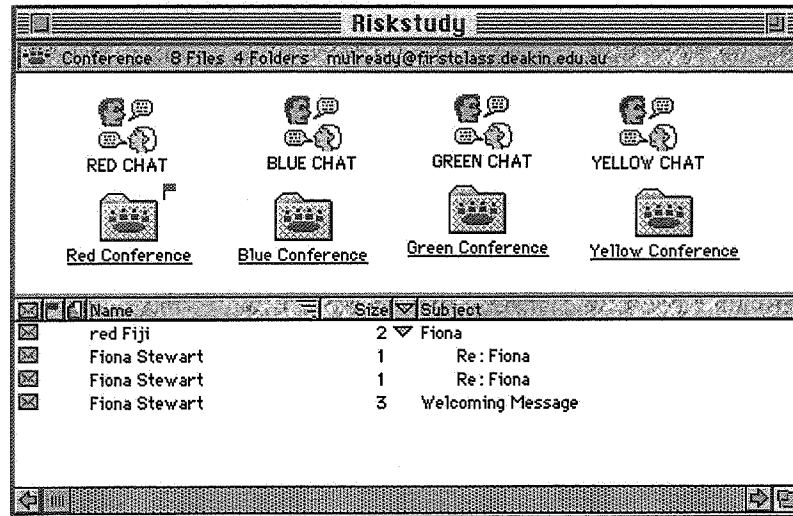 Riskstudy
Conference 8 Files 4 Folders mulready@firstclass.deakin.edu.au
RED CHAT BLUE CHAT GREEN CHAT YELLOW CHAT
Red Conference Blue Conference Green Conference Yellow Conference
Name Size Subject
red Fiji 2 Fiona
Fiona Stewart 1 Re: Fiona
Fiona Stewart 1 Re: Fiona
Fiona Stewart 3 Welcoming Message